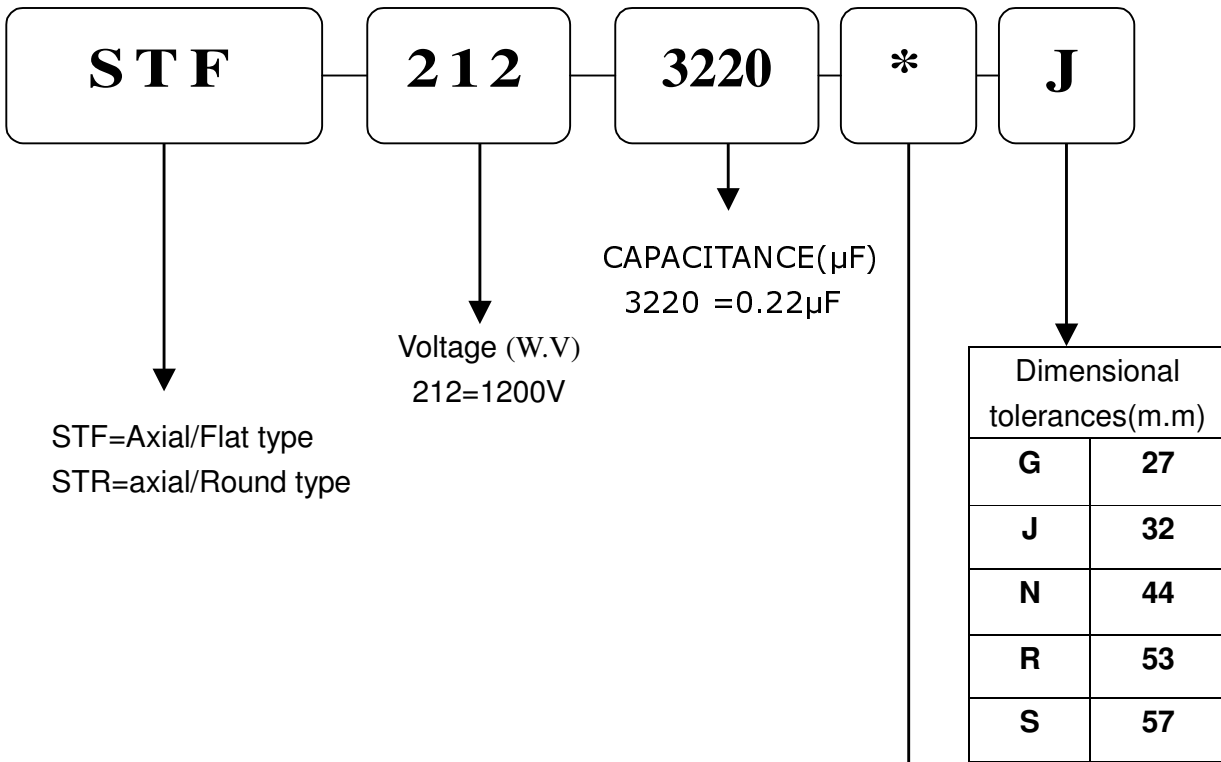 STF 212 3220 * J
CAPACITANCE(µF)
3220 =0.22µF
Voltage (W.V)
212=1200V
STF=Axial/Flat type
STR=axial/Round type
Dimensional
tolerances(m.m)
G 27
J 32
N 44
R 53
S 57